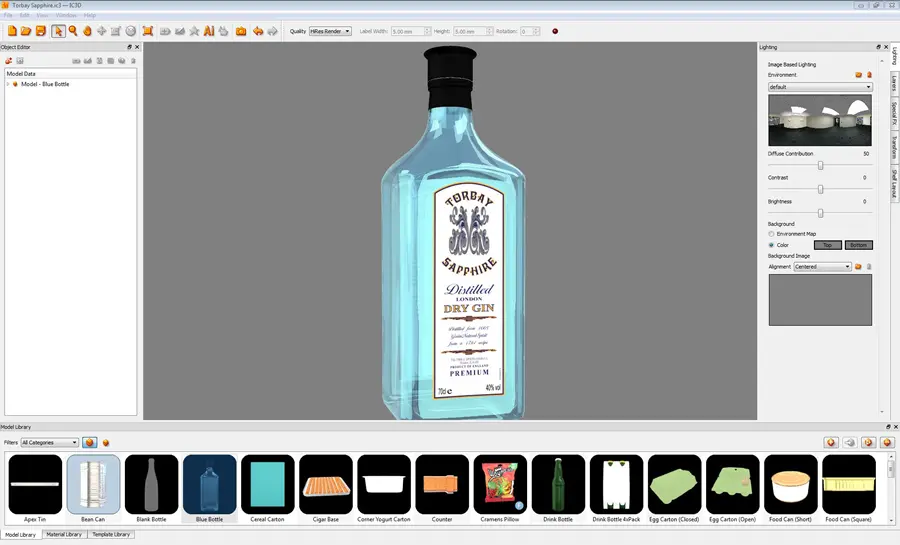 Torbay Sapphire.ic3 — IC3D
File Edit View Window Help
Quality HiRes Render Label Width: 5.00 mm Height: 5.00 mm Rotation: 0
Object Editor
Model Data
Model - Blue Bottle
TORBAY
SAPPHIRE
Distilled
LONDON
DRY GIN
PRODUCT OF ENGLAND
PREMIUM
70cl e 40% vol
Lighting
Image Based Lighting
Environment
default
Diffuse Contribution 50
Contrast 0
Brightness 0
Background
Environment Map
Color Top Bottom
Background Image
Alignment Centered
Lighting
Layers
Special FX
Transform
Shelf Layout
Model Library
Filters All Categories
Apex Tin Bean Can Blank Bottle Blue Bottle Cereal Carton Cigar Base Corner Yogurt Carton Counter Cramens Pillow Drink Bottle Drink Bottle 4xPack Egg Carton (Closed) Egg Carton (Open) Food Can (Short) Food Can (Square)
Model Library Material Library Template Library